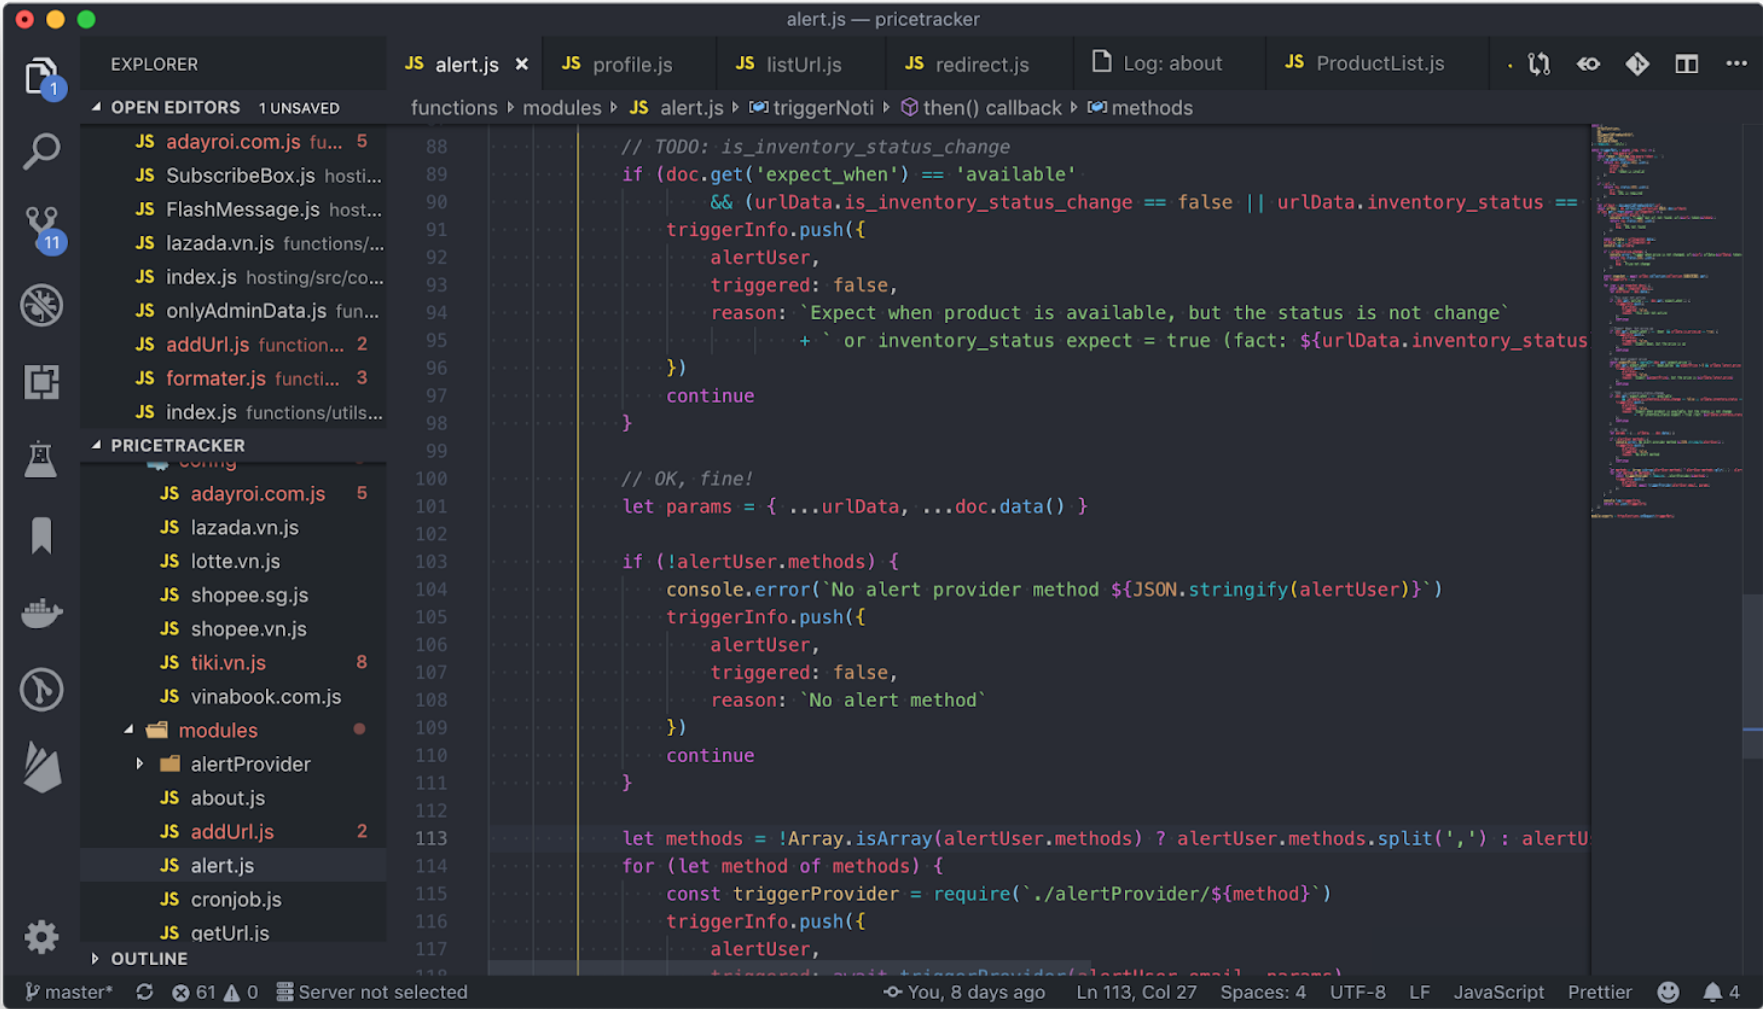 alert.js — pricetracker
EXPLORER
JS alert.js ×
JS profile.js
JS listUrl.js
JS redirect.js
Log: about
JS ProductList.js
1
OPEN EDITORS 1 UNSAVED
functions modules JS alert.js triggerNoti then() callback methods
JS adayroi.com.js fu... 5
JS SubscribeBox.js hosti...
JS FlashMessage.js host...
JS lazada.vn.js functions/...
JS index.js hosting/src/co...
JS onlyAdminData.js fun...
JS addUrl.js function... 2
JS formater.js functi... 3
JS index.js functions/utils...
11
PRICETRACKER
config
JS adayroi.com.js 5
JS lazada.vn.js
JS lotte.vn.js
JS shopee.sg.js
JS shopee.vn.js
JS tiki.vn.js 8
JS vinabook.com.js
modules
alertProvider
JS about.js
JS addUrl.js 2
JS alert.js
JS cronjob.js
JS getUrl.js
OUTLINE
88 // TODO: is_inventory_status_change
89 if (doc.get('expect_when') == 'available'
90 && (urlData.is_inventory_status_change == false || urlData.inventory_status ==
91 triggerInfo.push({
92 alertUser,
93 triggered: false,
94 reason: `Expect when product is available, but the status is not change`
95 + ` or inventory_status expect = true (fact: ${urlData.inventory_status
96 })
97 continue
98 }
99
100 // OK, fine!
101 let params = { ...urlData, ...doc.data() }
102
103 if (!alertUser.methods) {
104 console.error(`No alert provider method ${JSON.stringify(alertUser)}`)
105 triggerInfo.push({
106 alertUser,
107 triggered: false,
108 reason: `No alert method`
109 })
110 continue
111 }
112
113 let methods = !Array.isArray(alertUser.methods) ? alertUser.methods.split(',') : alertU
114 for (let method of methods) {
115 const triggerProvider = require(`./alertProvider/${method}`)
116 triggerInfo.push({
117 alertUser,
118 triggered: await triggerProvider(alertUser.email, params)
master* 61 0 Server not selected
You, 8 days ago Ln 113, Col 27 Spaces: 4 UTF-8 LF JavaScript Prettier 4